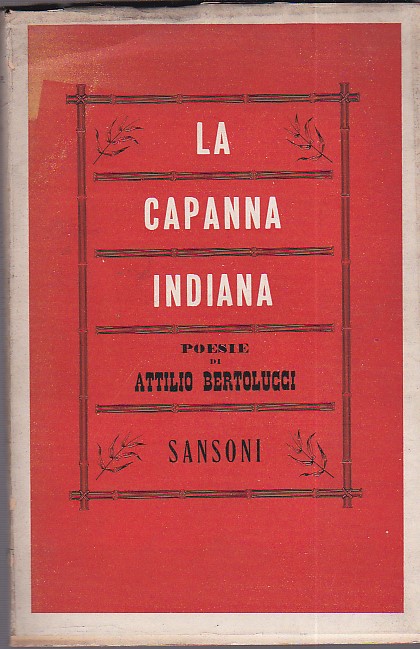 LA
CAPANNA
INDIANA
POESIE
DI
ATTILIO BERTOLUCCI
SANSONI